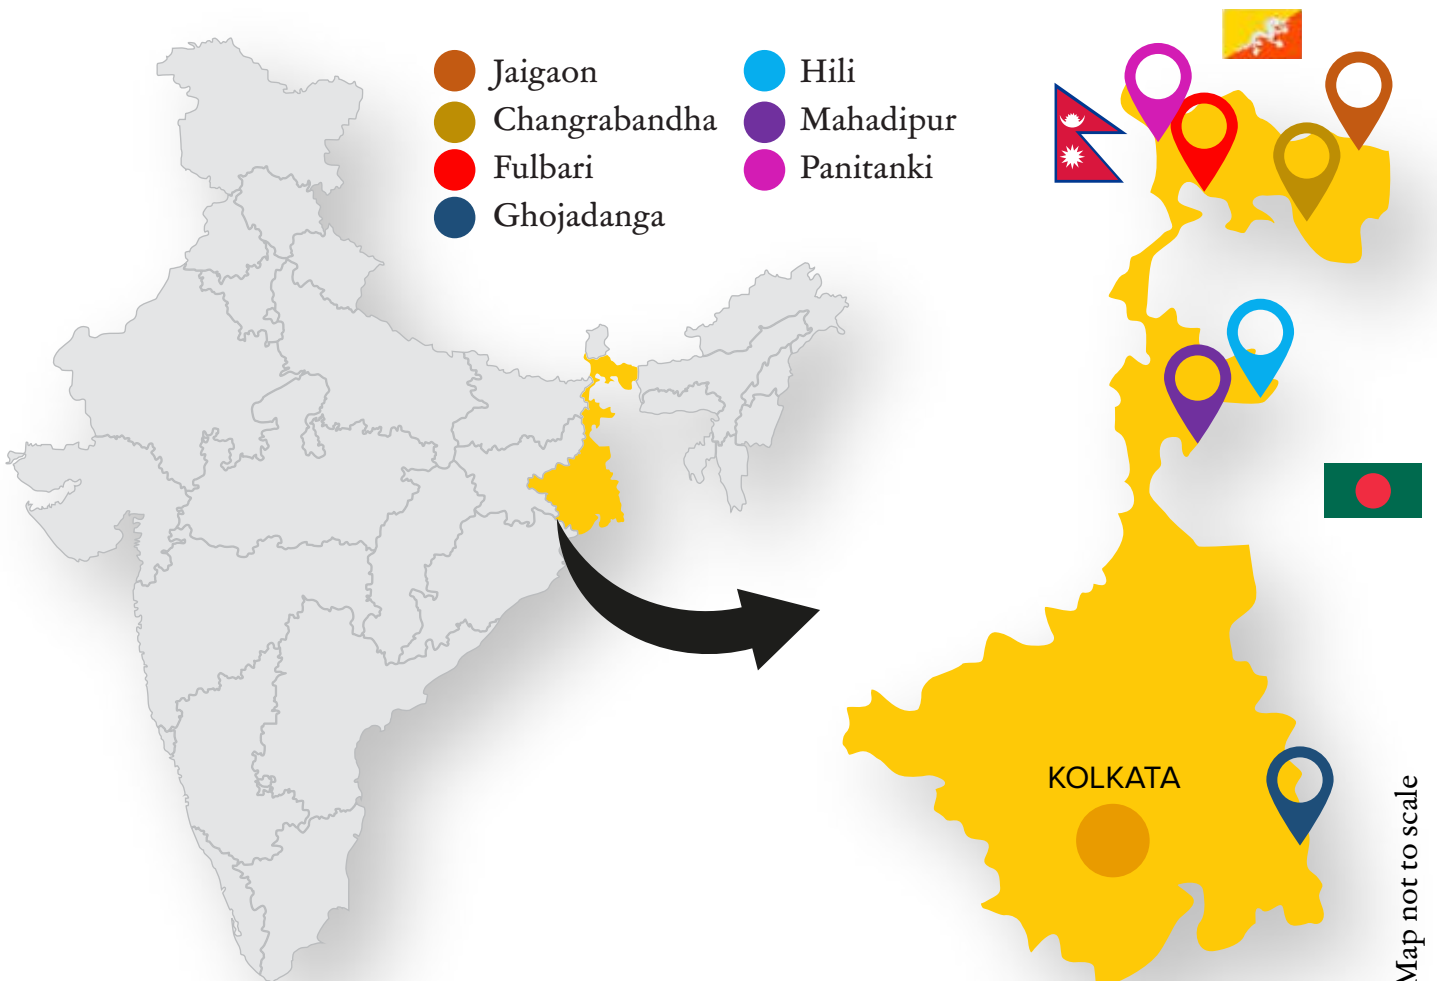 Jaigaon
Changrabandha
Fulbari
Ghojadanga
Hili
Mahadipur
Panitanki
KOLKATA
Map not to scale